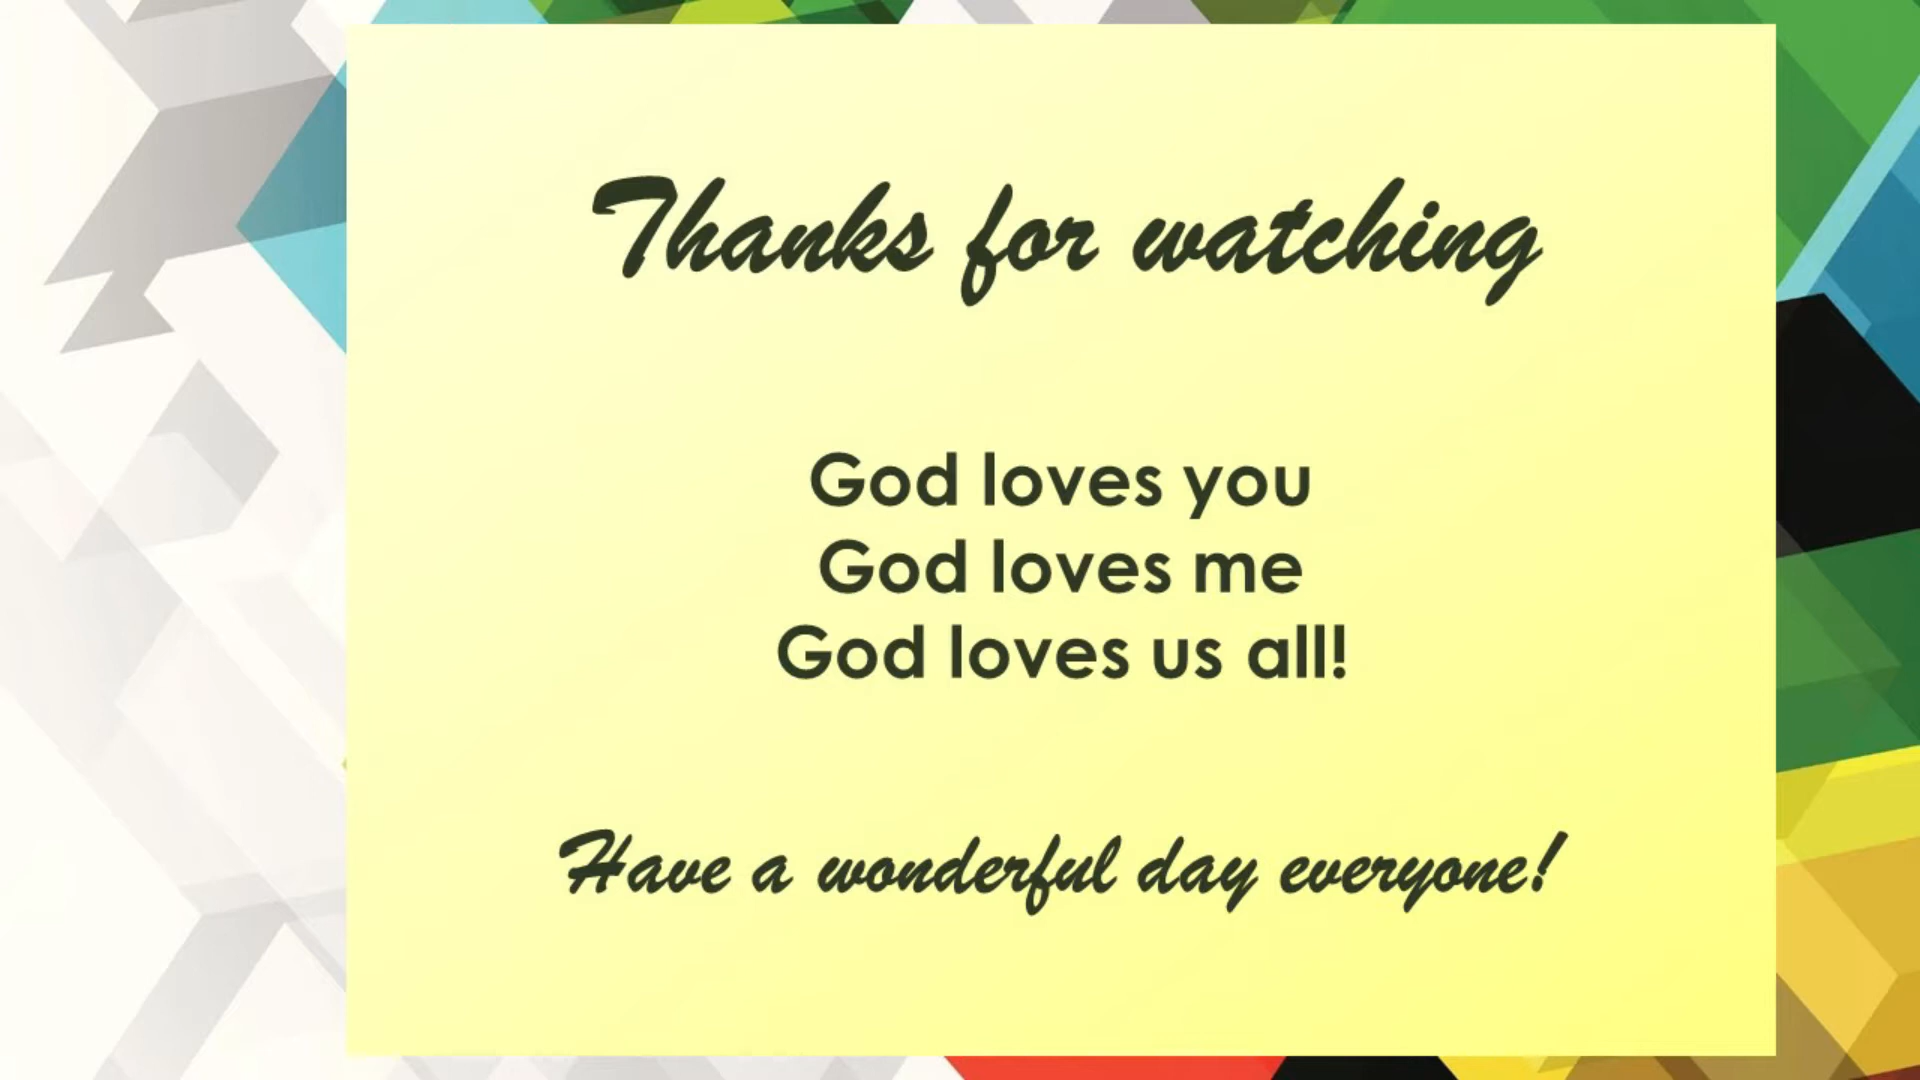 Thanks for watching
God loves you
God loves me
God loves us all!
Have a wonderful day everyone!